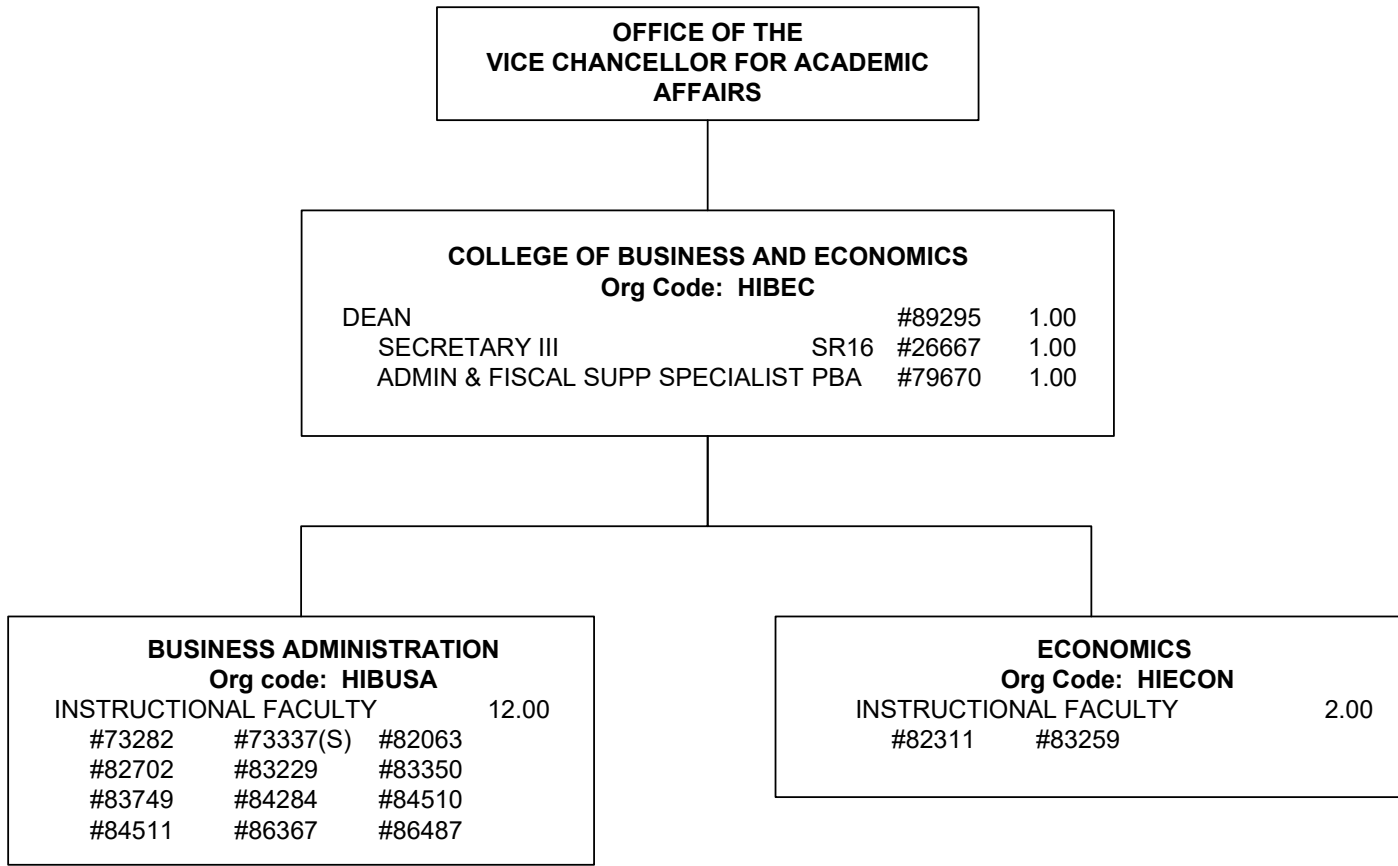 OFFICE OF THE
VICE CHANCELLOR FOR ACADEMIC
AFFAIRS
COLLEGE OF BUSINESS AND ECONOMICS
Org Code: HIBEC
DEAN #89295 1.00
SECRETARY III SR16 #26667 1.00
ADMIN & FISCAL SUPP SPECIALIST PBA #79670 1.00
BUSINESS ADMINISTRATION
Org code: HIBUSA
INSTRUCTIONAL FACULTY 12.00
#73282 #73337(S) #82063
#82702 #83229 #83350
#83749 #84284 #84510
#84511 #86367 #86487
ECONOMICS
Org Code: HIECON
INSTRUCTIONAL FACULTY 2.00
#82311 #83259